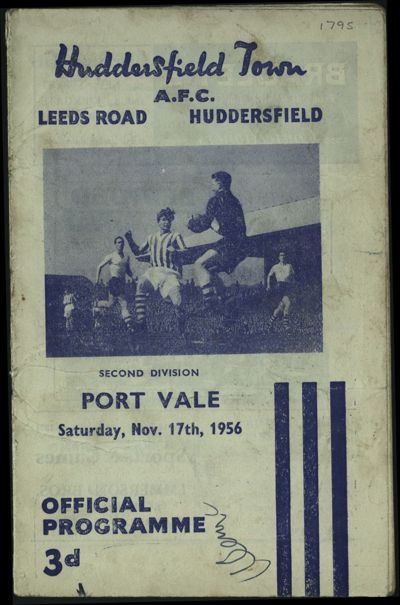 1795
Huddersfield Town
A.F.C.
LEEDS ROAD HUDDERSFIELD
SECOND DIVISION
PORT VALE
Saturday, Nov. 17th, 1956
OFFICIAL
PROGRAMME
3d